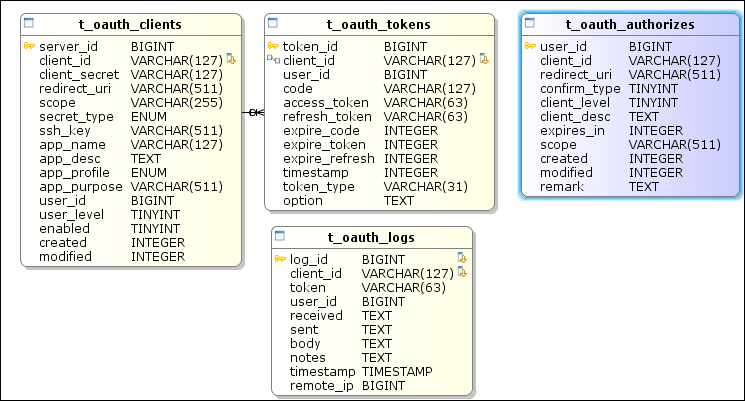 t_oauth_clients
server_id BIGINT
client_id VARCHAR(127)
client_secret VARCHAR(127)
redirect_uri VARCHAR(511)
scope VARCHAR(255)
secret_type ENUM
ssh_key VARCHAR(511)
app_name VARCHAR(127)
app_desc TEXT
app_profile ENUM
app_purpose VARCHAR(511)
user_id BIGINT
user_level TINYINT
enabled TINYINT
created INTEGER
modified INTEGER
t_oauth_tokens
token_id BIGINT
client_id VARCHAR(127)
user_id BIGINT
code VARCHAR(127)
access_token VARCHAR(63)
refresh_token VARCHAR(63)
expire_code INTEGER
expire_token INTEGER
expire_refresh INTEGER
timestamp INTEGER
token_type VARCHAR(31)
option TEXT
t_oauth_authorizes
user_id BIGINT
client_id VARCHAR(127)
redirect_uri VARCHAR(511)
confirm_type TINYINT
client_level TINYINT
client_desc TEXT
expires_in INTEGER
scope VARCHAR(511)
created INTEGER
modified INTEGER
remark TEXT
t_oauth_logs
log_id BIGINT
client_id VARCHAR(127)
token VARCHAR(63)
user_id BIGINT
received TEXT
sent TEXT
body TEXT
notes TEXT
timestamp TIMESTAMP
remote_ip BIGINT